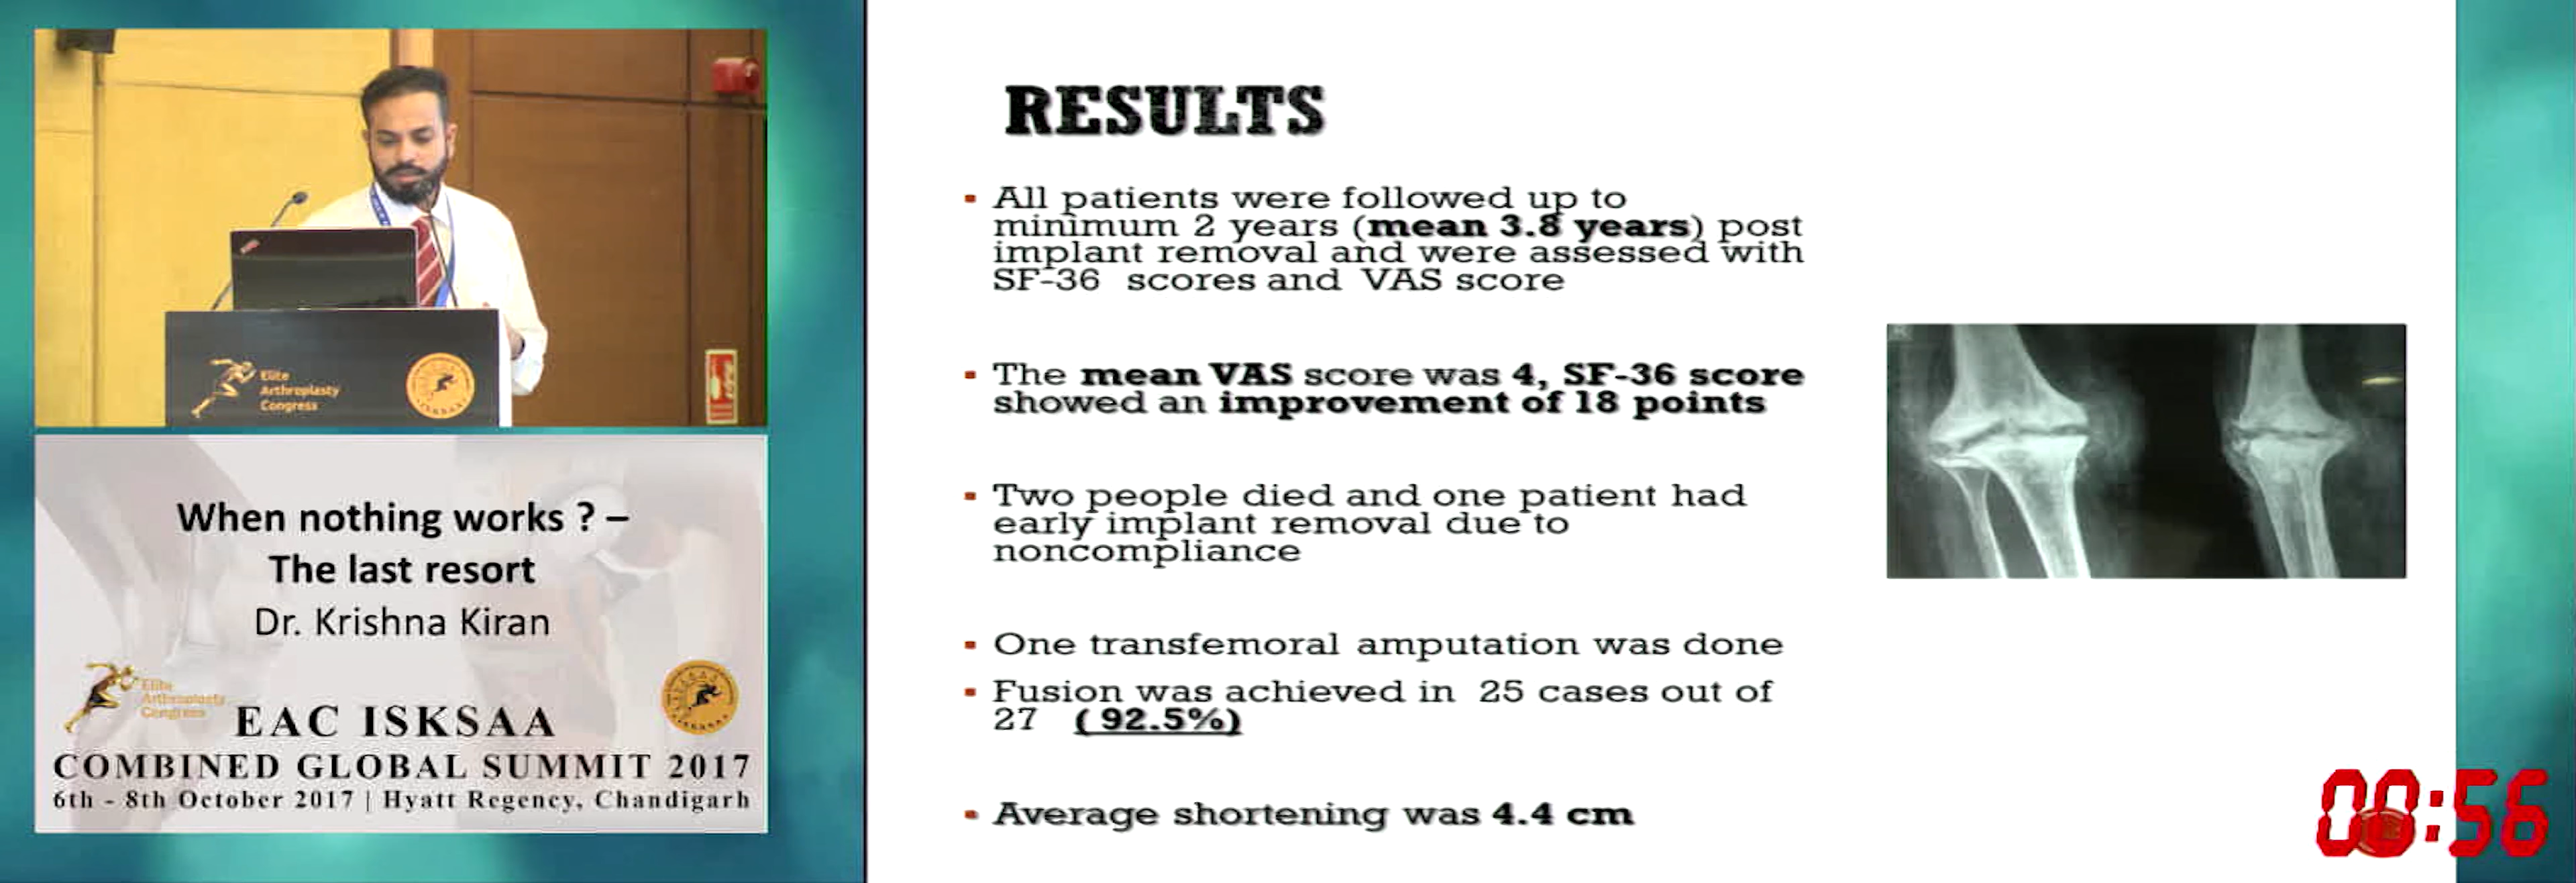 Elite
Arthroplasty
Congress
When nothing works ? –
The last resort
Dr. Krishna Kiran
Elite
Arthroplasty
Congress
EAC ISKSAA
COMBINED GLOBAL SUMMIT 2017
6th - 8th October 2017 | Hyatt Regency, Chandigarh
RESULTS
▪ All patients were followed up to
minimum 2 years (mean 3.8 years) post
implant removal and were assessed with
SF-36 scores and VAS score
▪ The mean VAS score was 4, SF-36 score
showed an improvement of 18 points
▪ Two people died and one patient had
early implant removal due to
noncompliance
▪ One transfemoral amputation was done
▪ Fusion was achieved in 25 cases out of
27 ( 92.5%)
▪ Average shortening was 4.4 cm
R
00:56